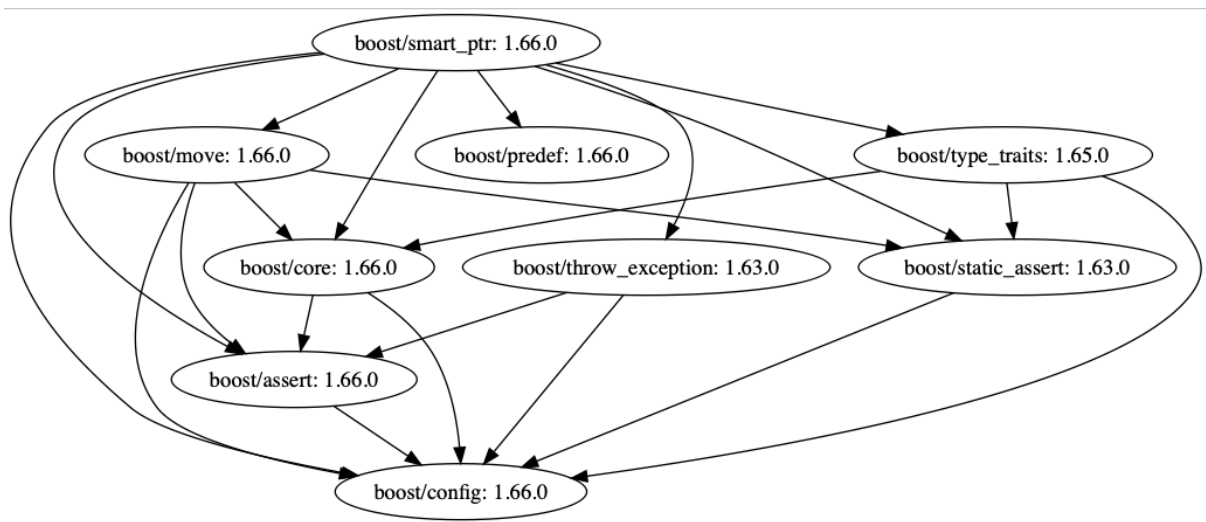 boost/smart_ptr: 1.66.0
boost/move: 1.66.0
boost/predef: 1.66.0
boost/type_traits: 1.65.0
boost/core: 1.66.0
boost/throw_exception: 1.63.0
boost/static_assert: 1.63.0
boost/assert: 1.66.0
boost/config: 1.66.0